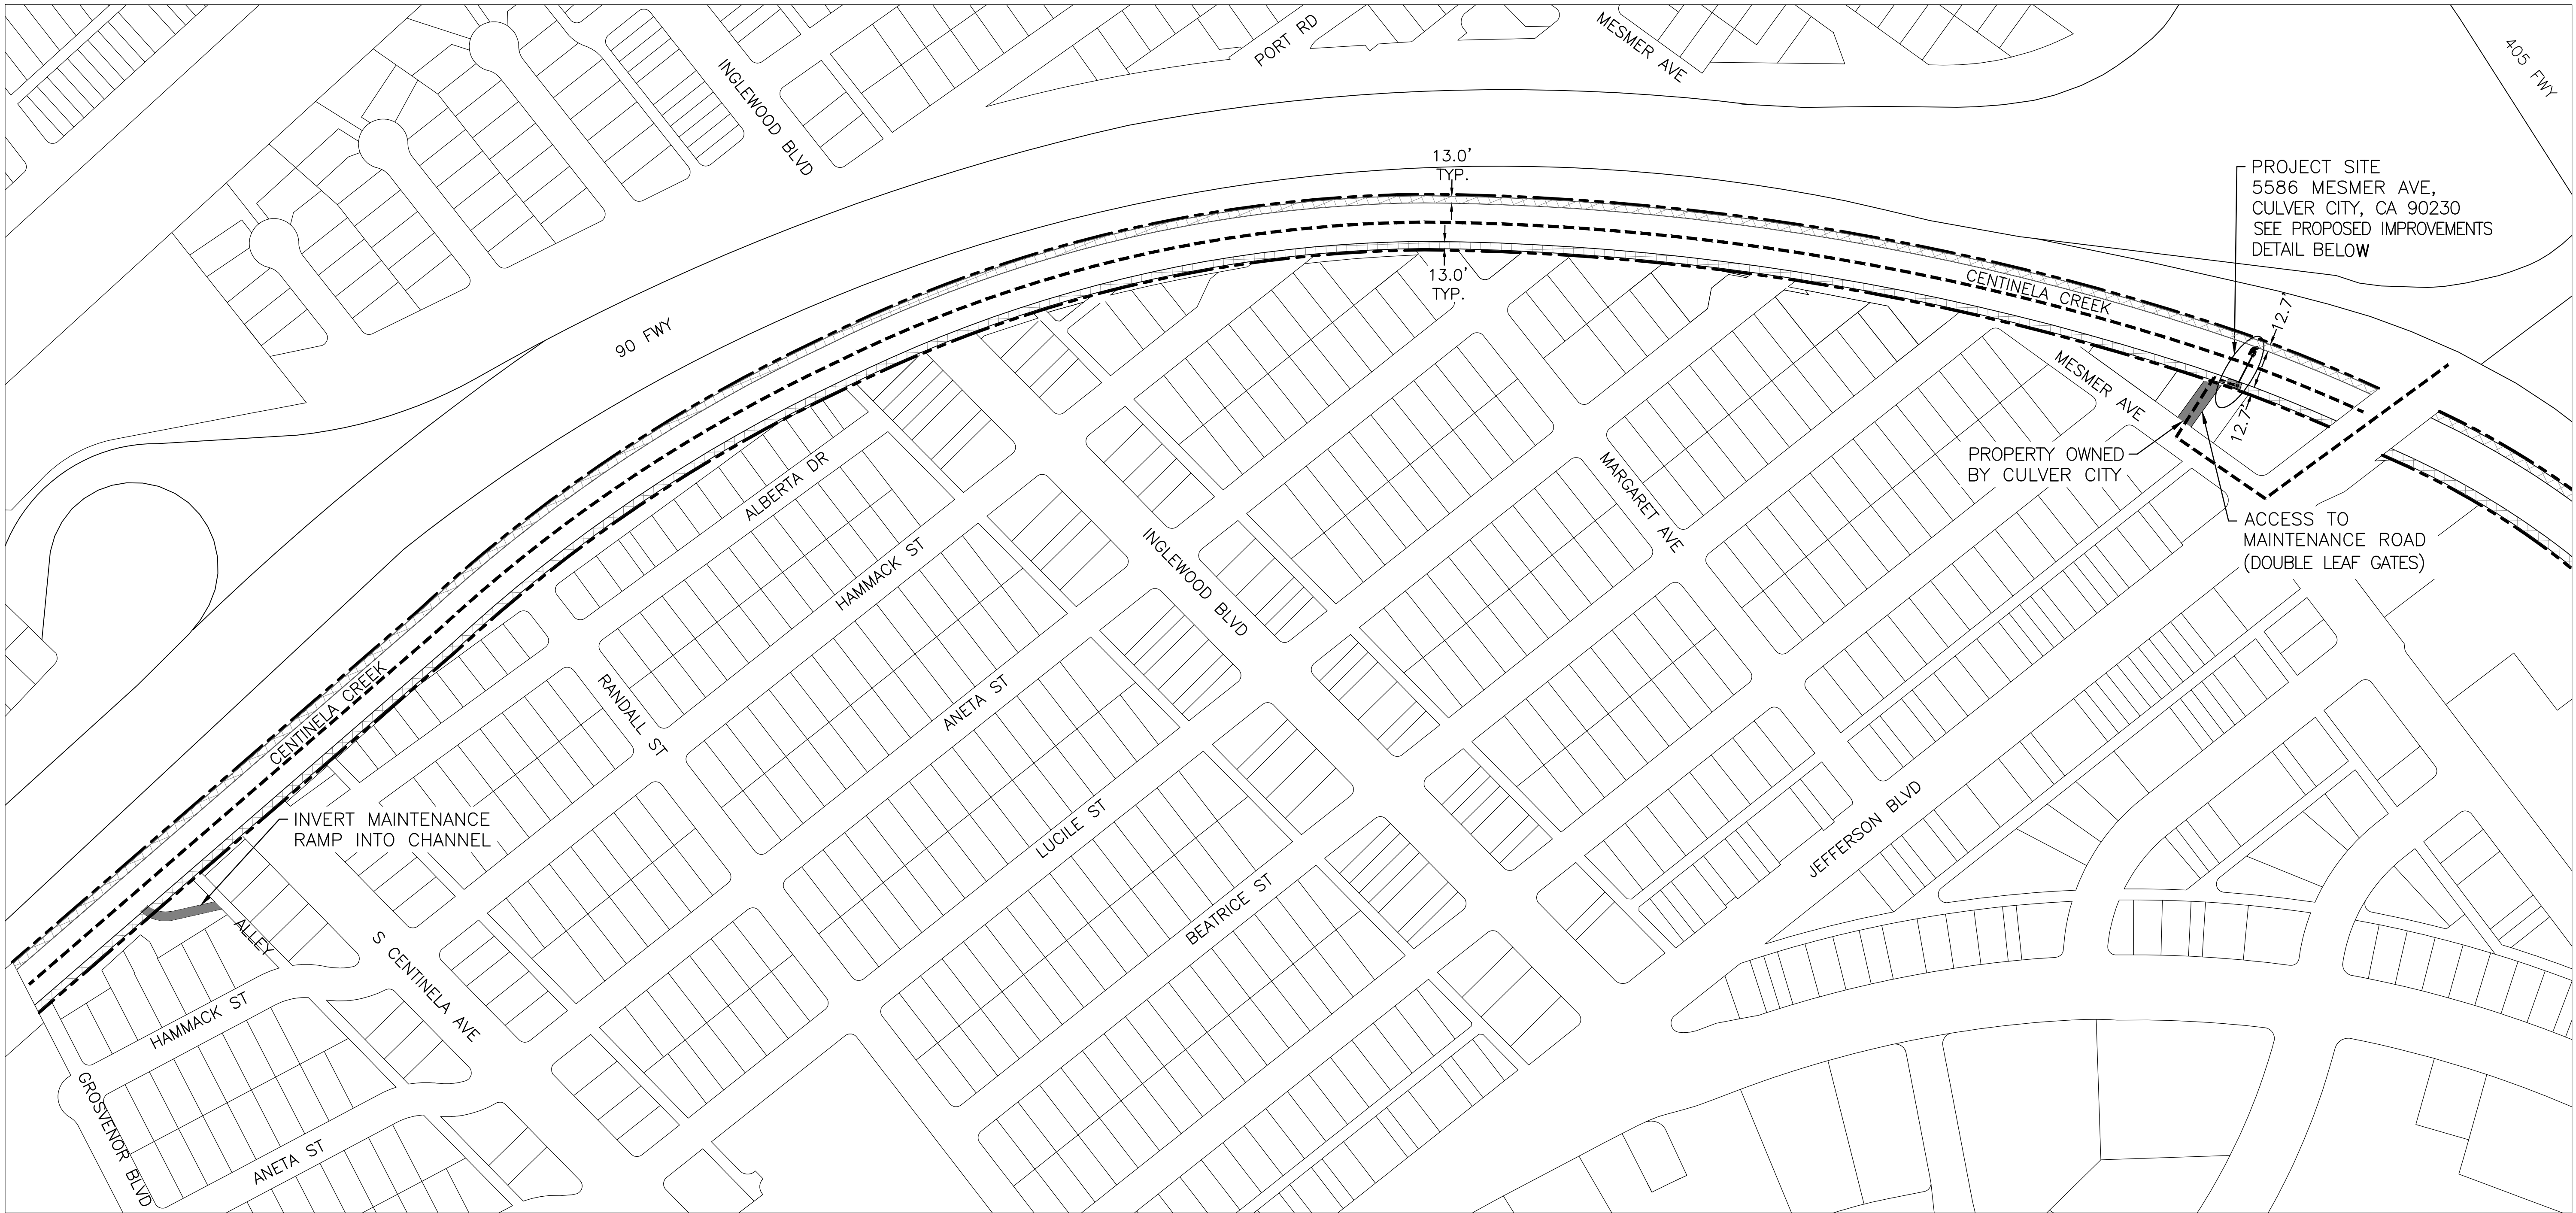 PORT RD
MESMER AVE
405 FWY
INGLEWOOD BLVD
13.0'
TYP.
PROJECT SITE
5586 MESMER AVE,
CULVER CITY, CA 90230
SEE PROPOSED IMPROVEMENTS
DETAIL BELOW
13.0'
TYP.
CENTINELA CREEK
12.7'
90 FWY
MESMER AVE
12.7'
PROPERTY OWNED
BY CULVER CITY
ALBERTA DR
MARGARET AVE
ACCESS TO
MAINTENANCE ROAD
(DOUBLE LEAF GATES)
HAMMACK ST
INGLEWOOD BLVD
CENTINELA CREEK
RANDALL ST
ANETA ST
INVERT MAINTENANCE
RAMP INTO CHANNEL
LUCILE ST
JEFFERSON BLVD
BEATRICE ST
ALLEY
S CENTINELA AVE
HAMMACK ST
GROSVENOR BLVD
ANETA ST